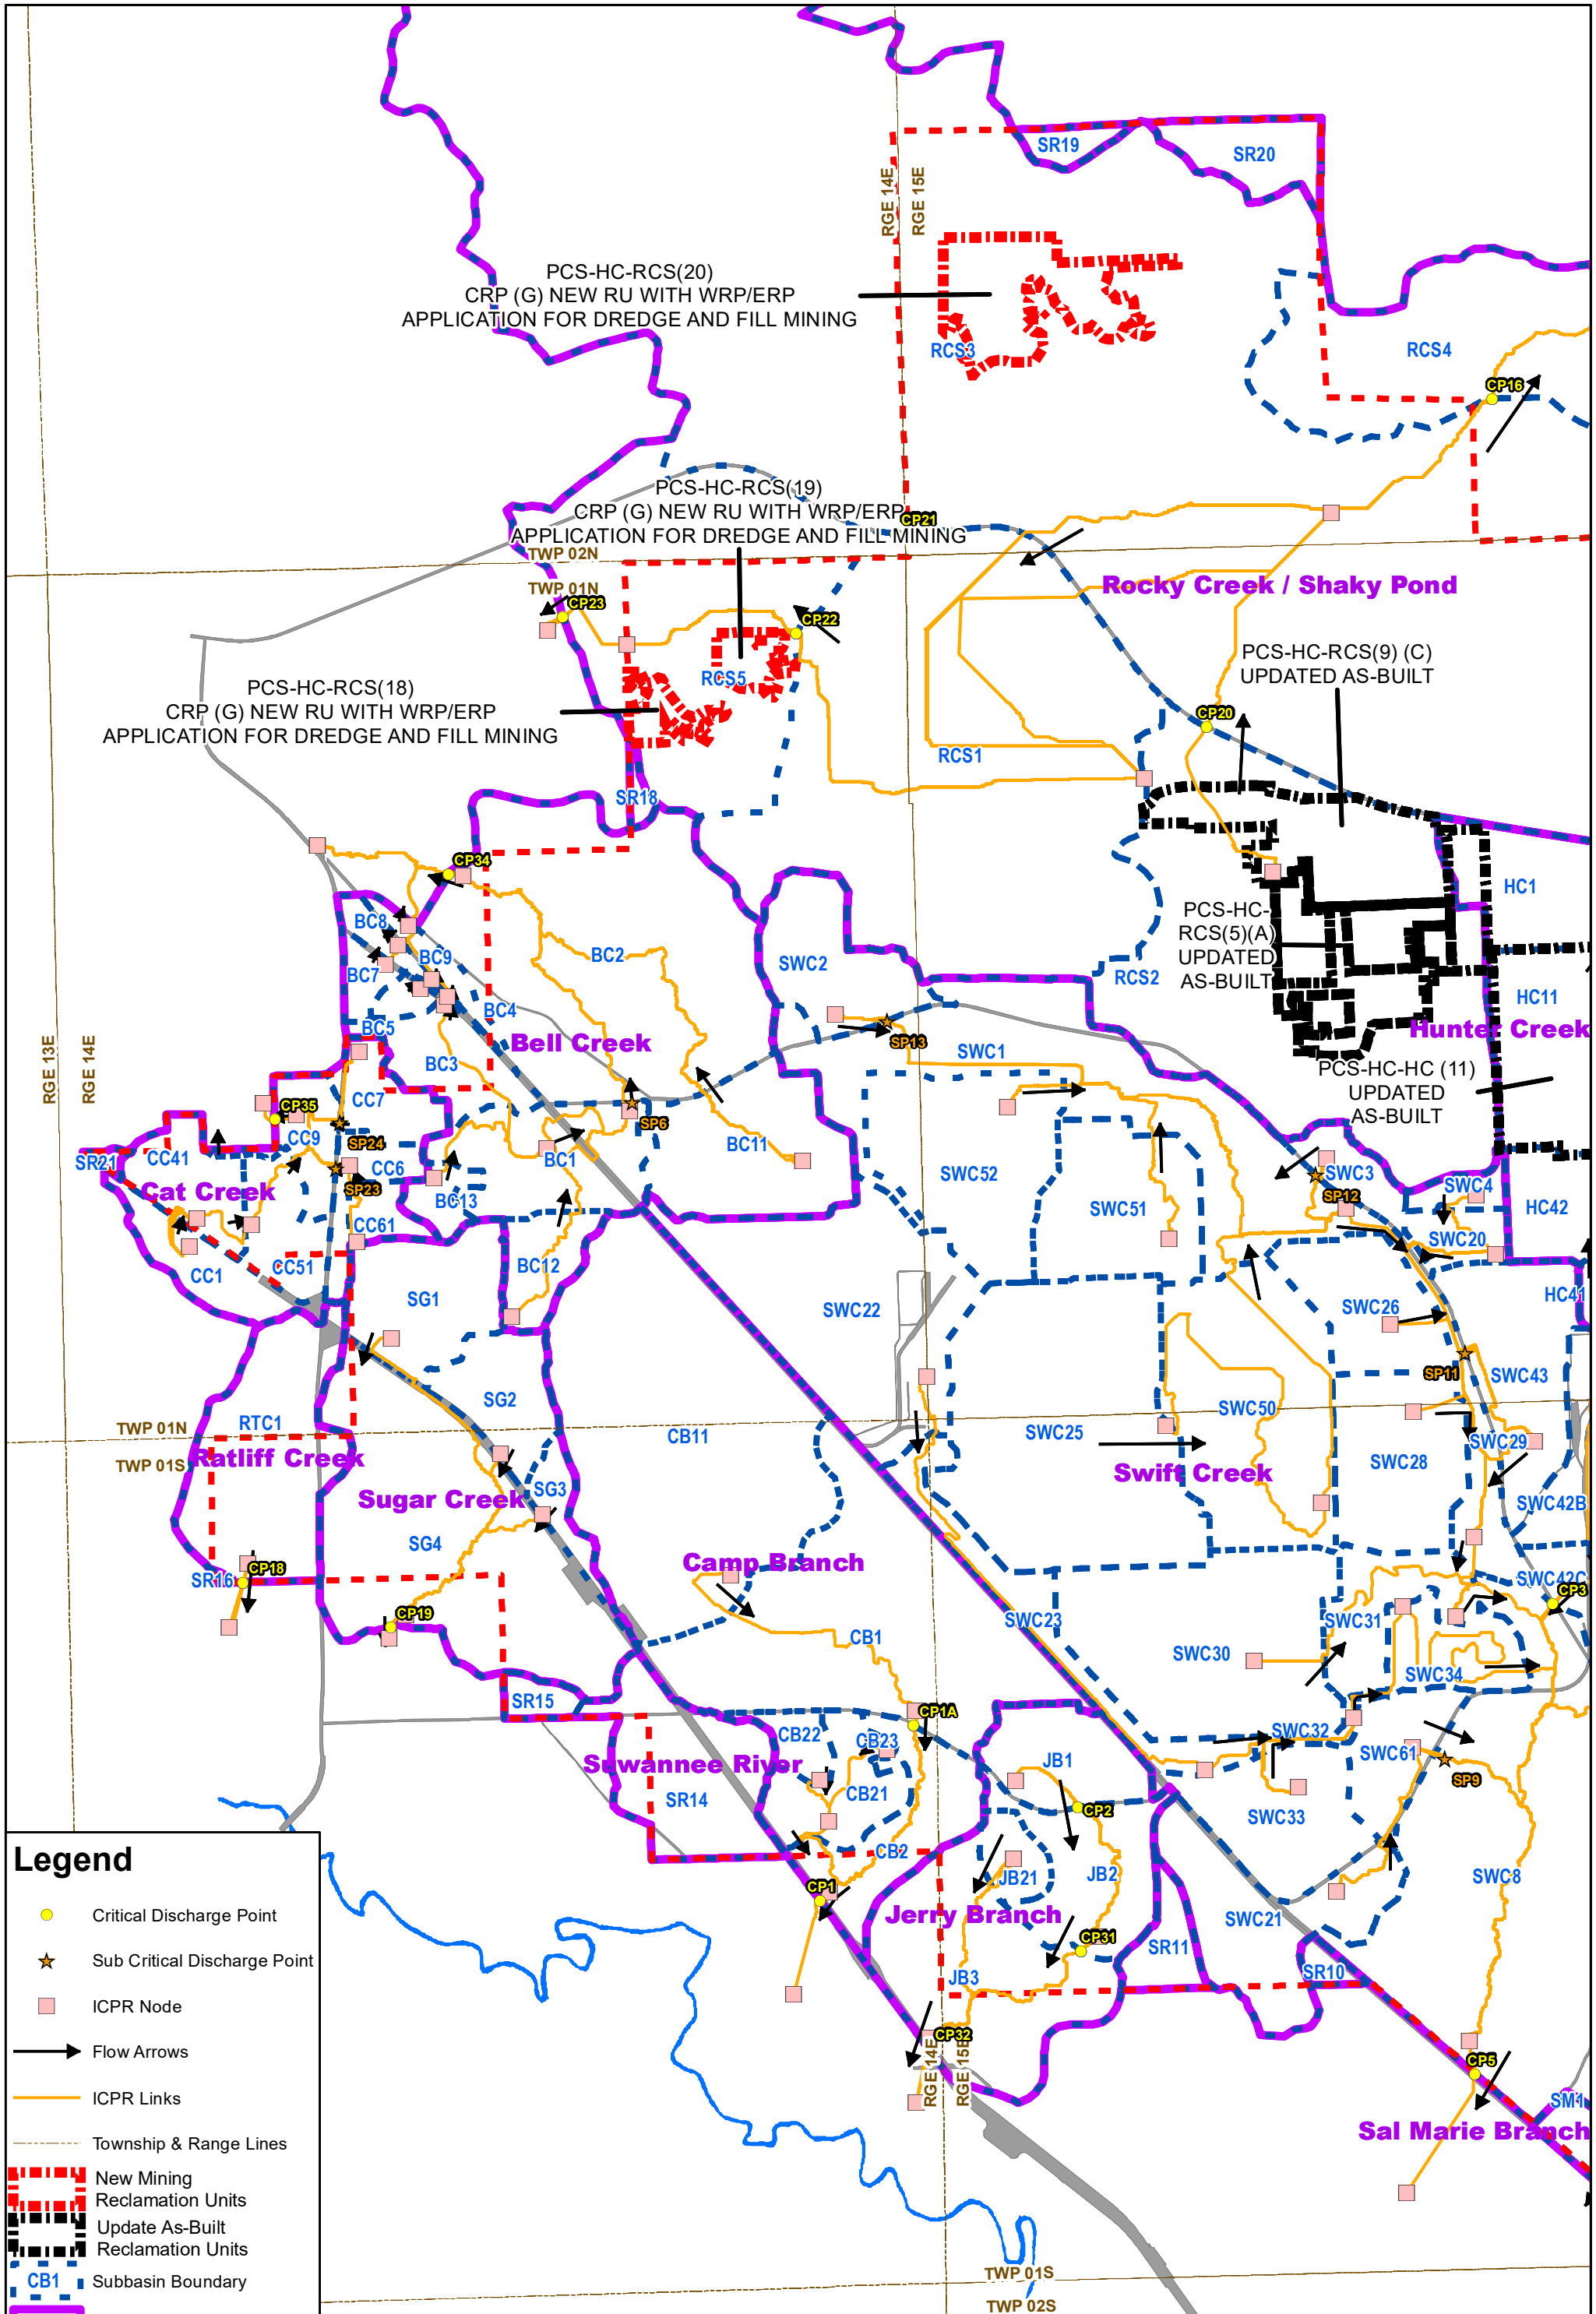 SR19
SR20
RGE 14E
RGE 15E
PCS-HC-RCS(20)
CRP (G) NEW RU WITH WRP/ERP
APPLICATION FOR DREDGE AND FILL MINING
RCS3
RCS4
CP16
PCS-HC-RCS(19)
CRP (G) NEW RU WITH WRP/ERP
APPLICATION FOR DREDGE AND FILL MINING
CP21
TWP 02N
TWP 01N
Rocky Creek / Shaky Pond
CP23
CP22
RCS5
PCS-HC-RCS(9) (C)
UPDATED AS-BUILT
PCS-HC-RCS(18)
CRP (G) NEW RU WITH WRP/ERP
APPLICATION FOR DREDGE AND FILL MINING
CP20
RCS1
SR18
CP34
HC1
BC8
PCS-HC-
RCS(5)(A)
UPDATED
AS-BUILT
BC9
BC2
SWC2
BC7
RCS2
HC11
BC4
BC5
Hunter Creek
Bell Creek
SP13
SWC1
BC3
RGE 13E
RGE 14E
PCS-HC-HC (11)
UPDATED
AS-BUILT
CC7
CP35
SP6
CC9
SP24
BC11
CC41
SR21
CC6
BC1
SWC52
SWC3
Cat Creek
SP23
SP12
SWC4
BC13
CC61
SWC51
HC42
SWC20
CC1
CC51
BC12
SG1
SWC22
SWC26
HC41
SP11
SWC43
SG2
RTC1
SWC50
TWP 01N
TWP 01S
CB11
SWC25
SWC29
Ratliff Creek
SWC28
Swift Creek
Sugar Creek
SG3
SWC42B
SG4
Camp Branch
CP18
SR16
SWC42C
CP3
CP19
SWC23
SWC31
CB1
SWC30
SWC34
SR15
CP1A
CB22
CB23
SWC32
SWC61
Suwannee River
JB1
SP9
SR14
CB21
CP2
SWC33
CB2
JB21
JB2
SWC8
CP1
Jerry Branch
SWC21
CP31
SR11
JB3
SR10
CP32
RGE 14E
RGE 15E
CP5
SM1
Sal Marie Branch
TWP 01S
TWP 02S
Legend
Critical Discharge Point
Sub Critical Discharge Point
ICPR Node
Flow Arrows
ICPR Links
Township & Range Lines
New Mining
Reclamation Units
Update As-Built
Reclamation Units
CB1
Subbasin Boundary